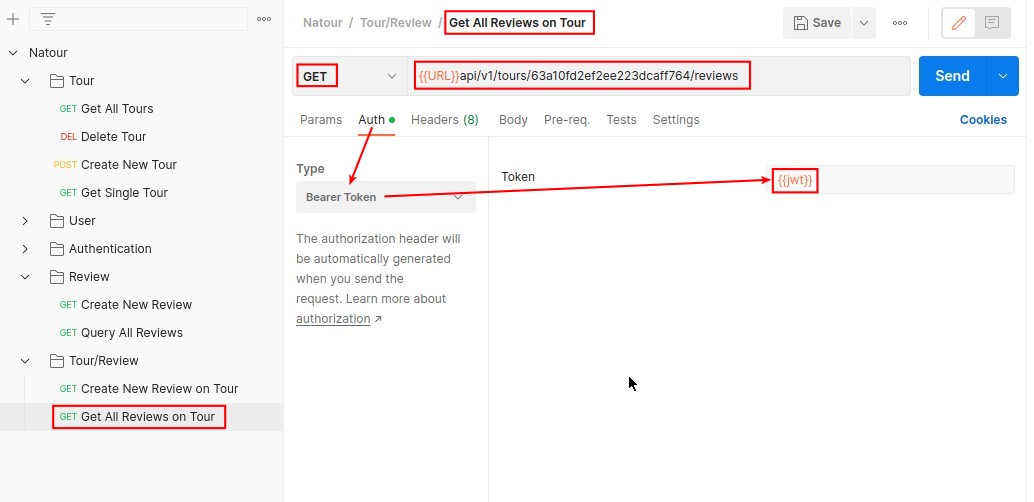 Natour / Tour/Review / Get All Reviews on Tour
Save
Natour
Tour
GET {{URL}}api/v1/tours/63a10fd2ef2ee223dcaff764/reviews
Send
GET Get All Tours
DEL Delete Tour
POST Create New Tour
GET Get Single Tour
User
Authentication
Review
GET Create New Review
GET Query All Reviews
Tour/Review
GET Create New Review on Tour
GET Get All Reviews on Tour
Params Auth Headers (8) Body Pre-req. Tests Settings
Cookies
Type
Bearer Token
The authorization header will
be automatically generated
when you send the
request. Learn more about
authorization ↗
Token
{{jwt}}